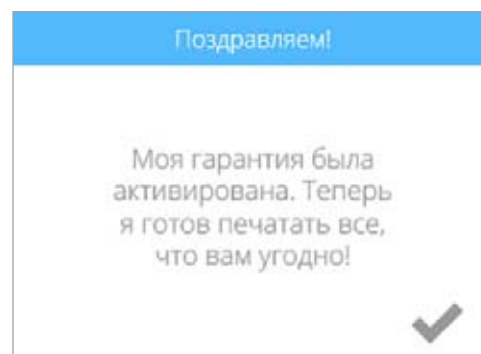 Поздравляем!
Моя гарантия была
активирована. Теперь
я готов печатать все,
что вам угодно!